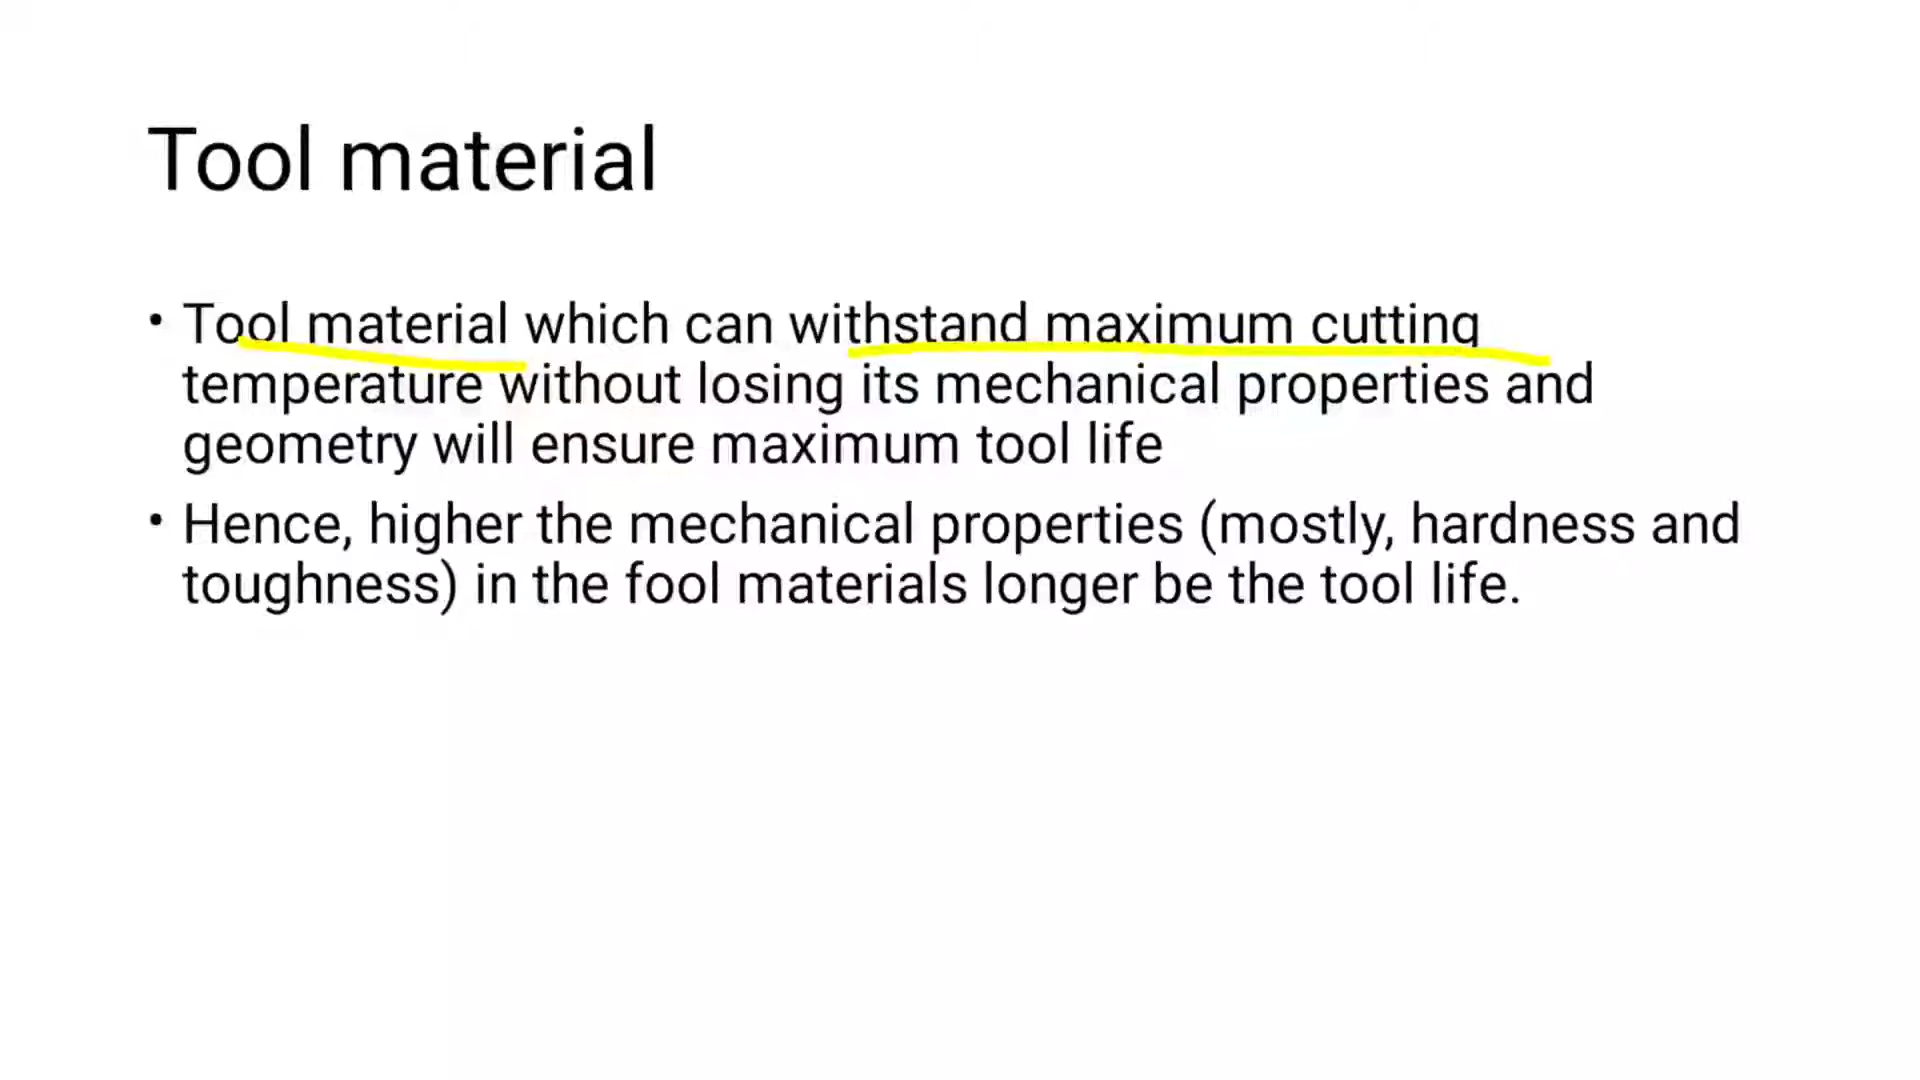 Tool material
• Tool material which can withstand maximum cutting
temperature without losing its mechanical properties and
geometry will ensure maximum tool life
• Hence, higher the mechanical properties (mostly, hardness and
toughness) in the fool materials longer be the tool life.